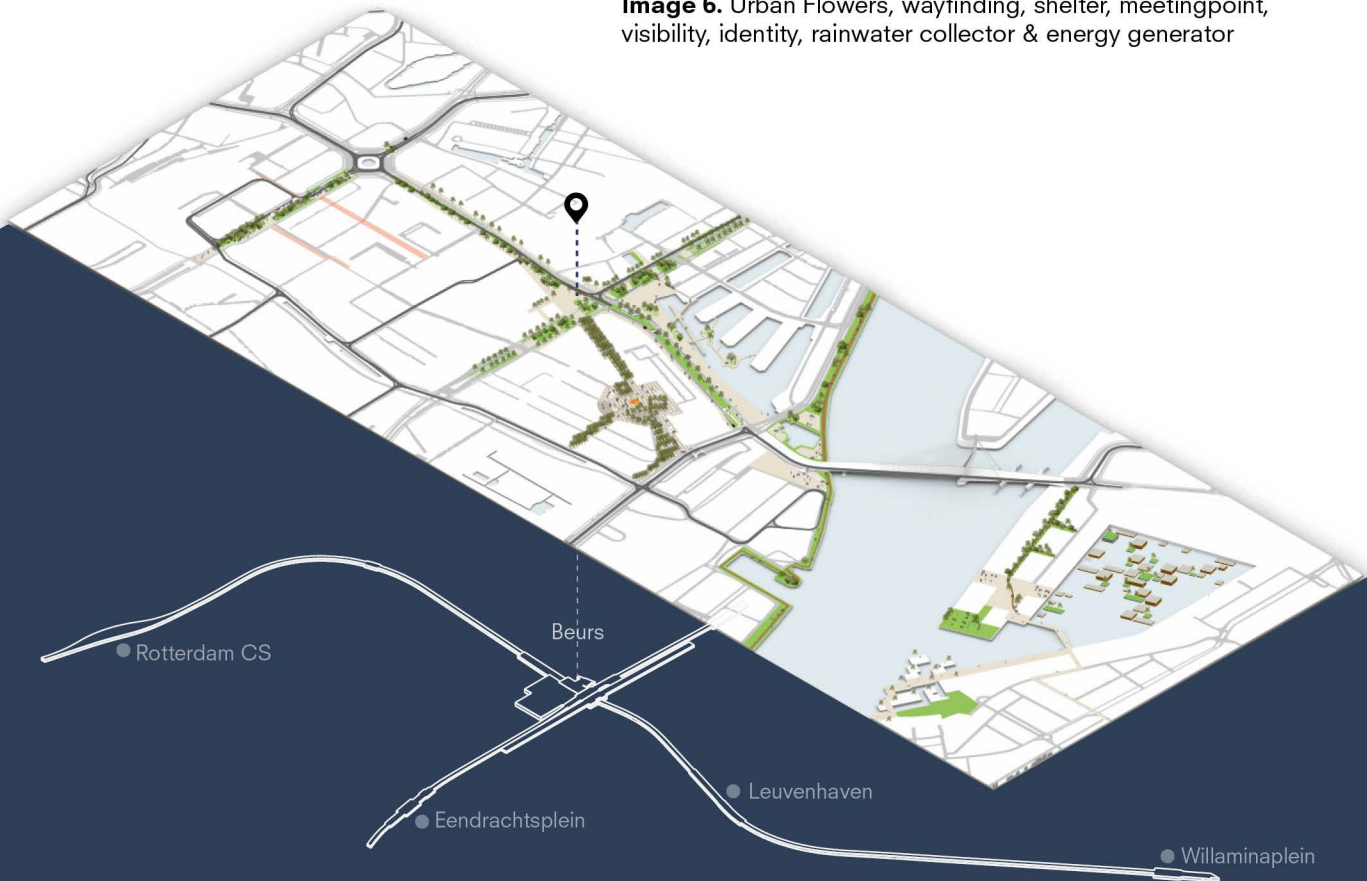 Image 6. Urban Flowers, wayfinding, shelter, meetingpoint,
visibility, identity, rainwater collector & energy generator
Beurs
Rotterdam CS
Leuvenhaven
Eendrachtsplein
Willaminaplein